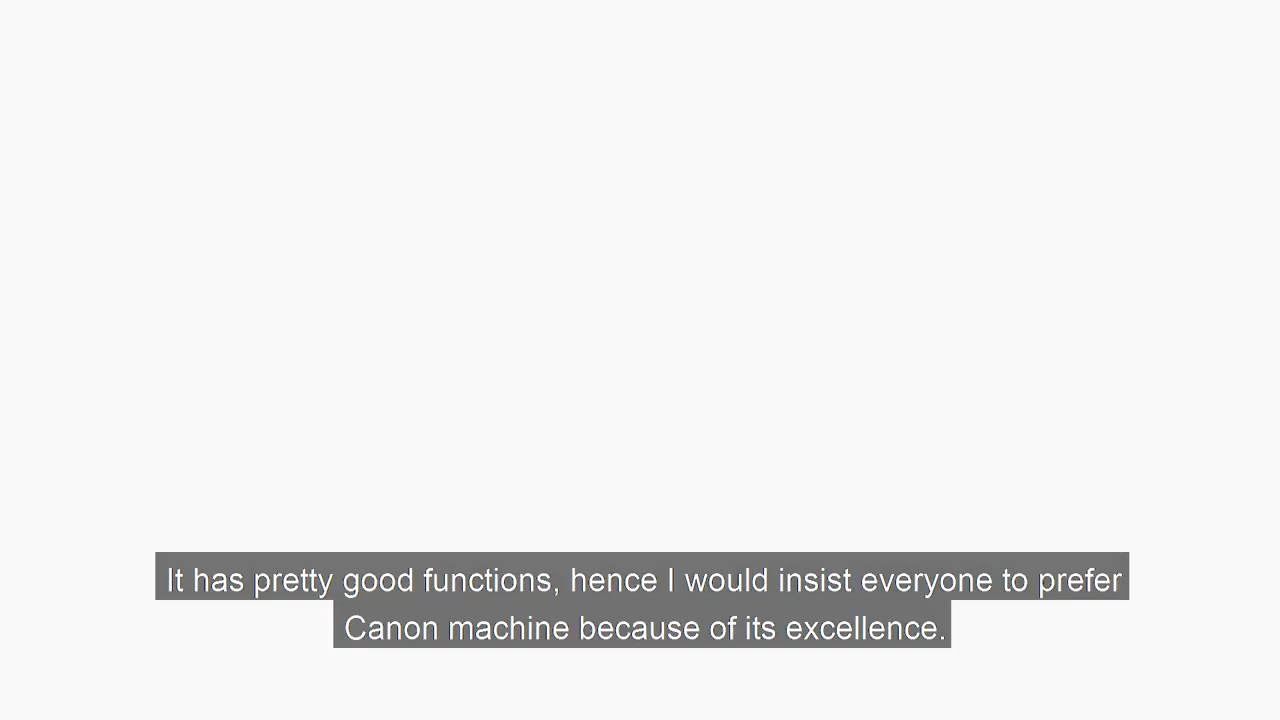 It has pretty good functions, hence I would insist everyone to prefer
Canon machine because of its excellence.